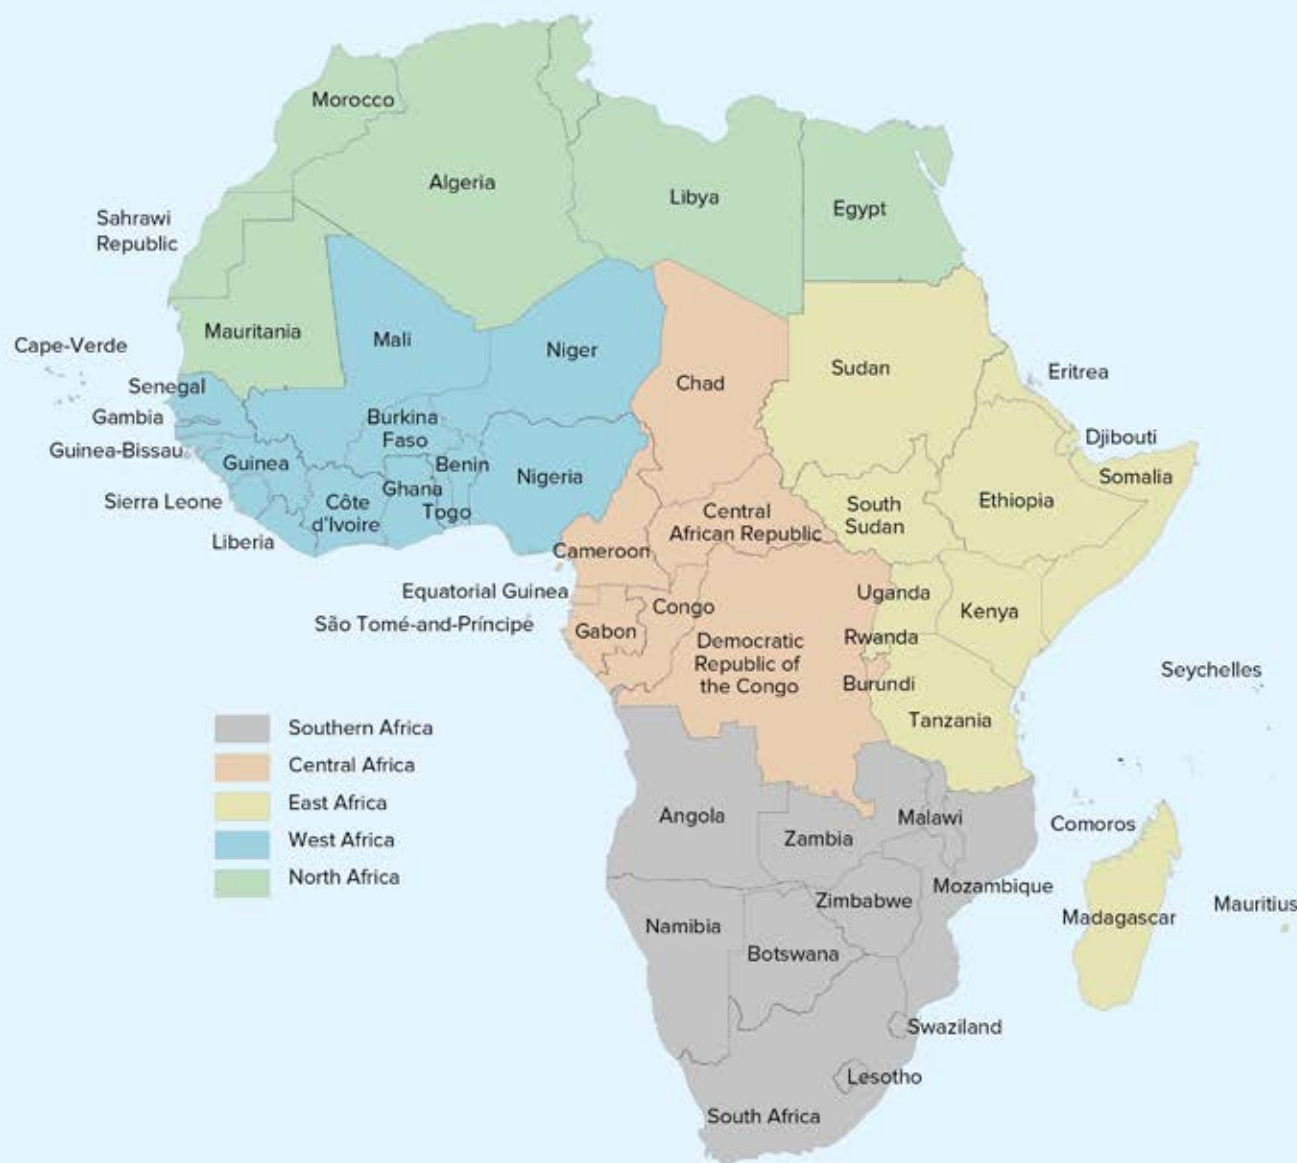 Morocco
Algeria
Libya
Egypt
Sahrawi
Republic
Mauritania
Mali
Niger
Chad
Sudan
Eritrea
Cape-Verde
Senegal
Gambia
Guinea-Bissau
Guinea
Sierra Leone
Liberia
Côte
d'Ivoire
Burkina
Faso
Ghana
Togo
Benin
Nigeria
Djibouti
Somalia
Ethiopia
South
Sudan
Central
African Republic
Cameroon
Equatorial Guinea
São Tomé-and-Príncipe
Gabon
Congo
Democratic
Republic of
the Congo
Uganda
Kenya
Rwanda
Burundi
Tanzania
Seychelles
Southern Africa
Central Africa
East Africa
West Africa
North Africa
Angola
Zambia
Malawi
Comoros
Mozambique
Zimbabwe
Namibia
Botswana
Madagascar
Mauritius
Swaziland
Lesotho
South Africa